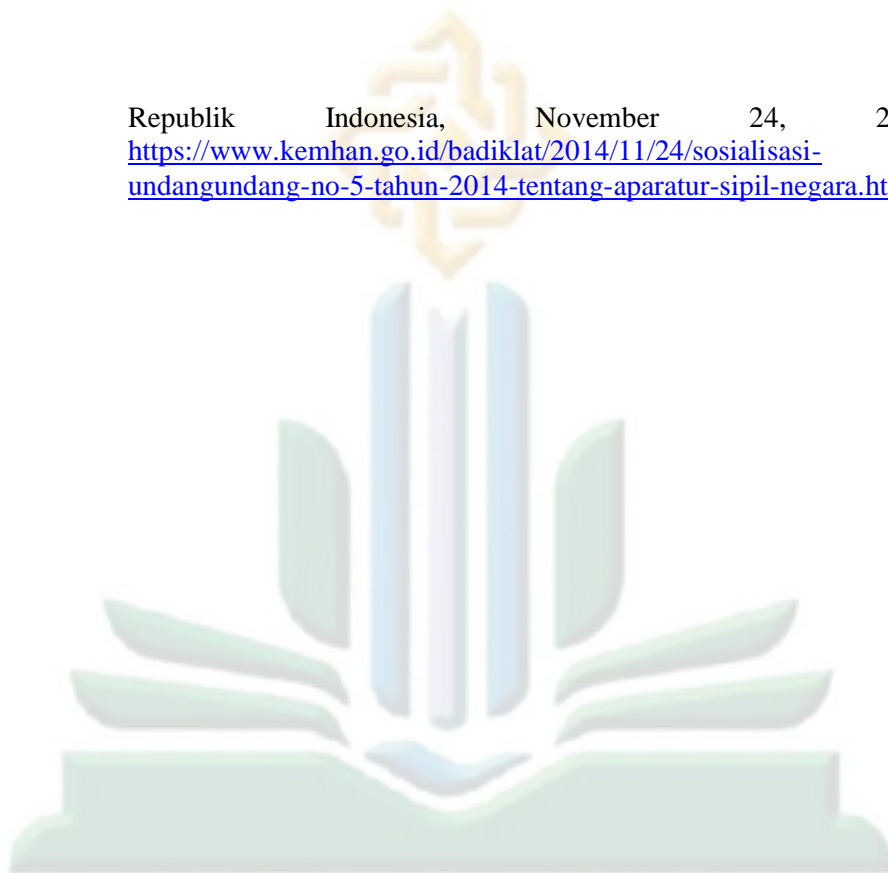 Republik Indonesia, November 24, 2
https://www.kemhan.go.id/badiklat/2014/11/24/sosialisasi-
undangundang-no-5-tahun-2014-tentang-aparatur-sipil-negara.ht